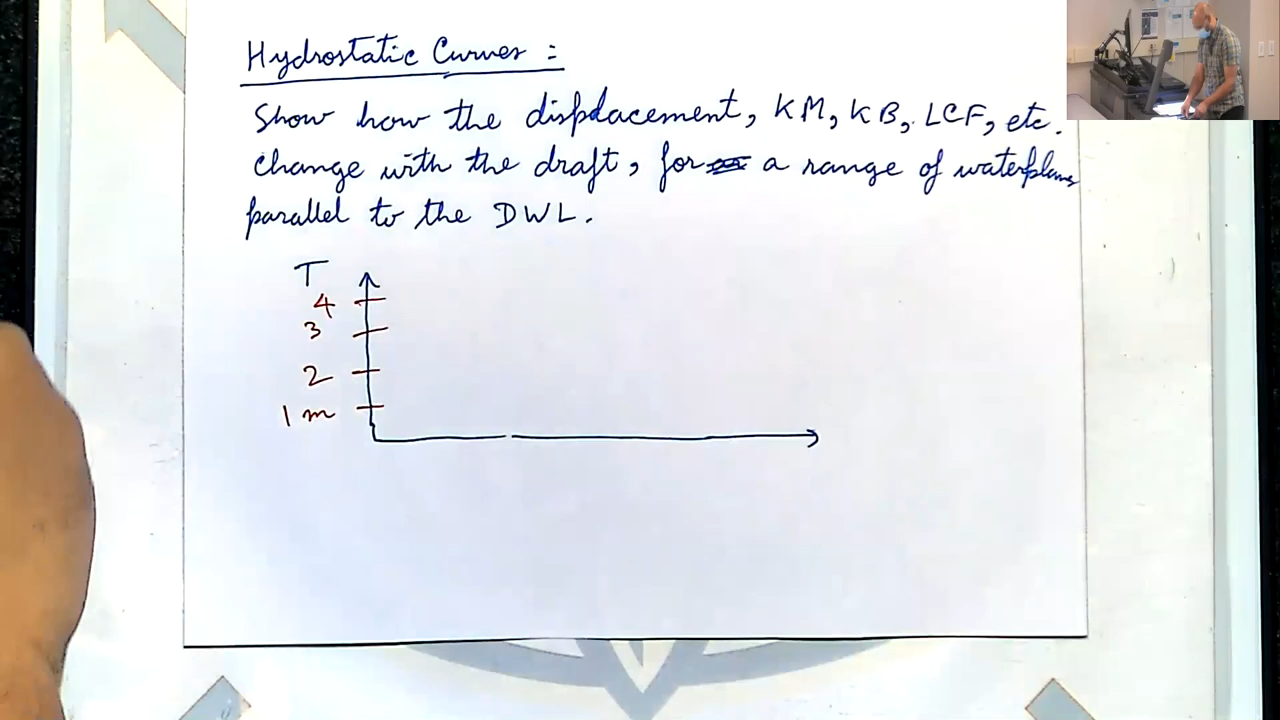 Hydrostatic Curves :
Show how the displacement, KM, KB, LCF, etc.
change with the draft, for a range of waterplanes
parallel to the DWL.
T
4
3
2
1 m